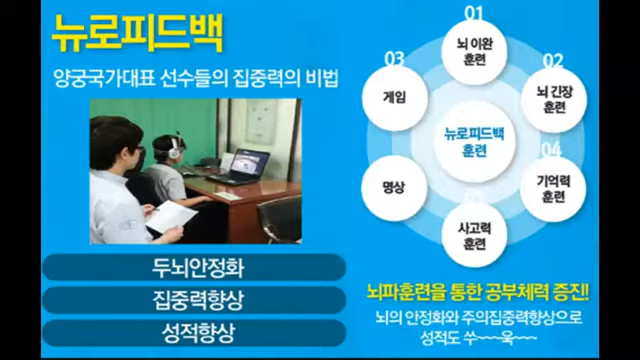 뉴로피드백
양궁국가대표 선수들의 집중력의 비법
두뇌안정화
집중력향상
성적향상
01
뇌 이완
훈련
02
뇌 긴장
훈련
03
게임
뉴로피드백
훈련
04
기억력
훈련
명상
사고력
훈련
뇌파훈련을 통한 공부체력 증진!!
뇌의 안정화와 주의집중력향상으로
성적도 쑤~~~욱~~~